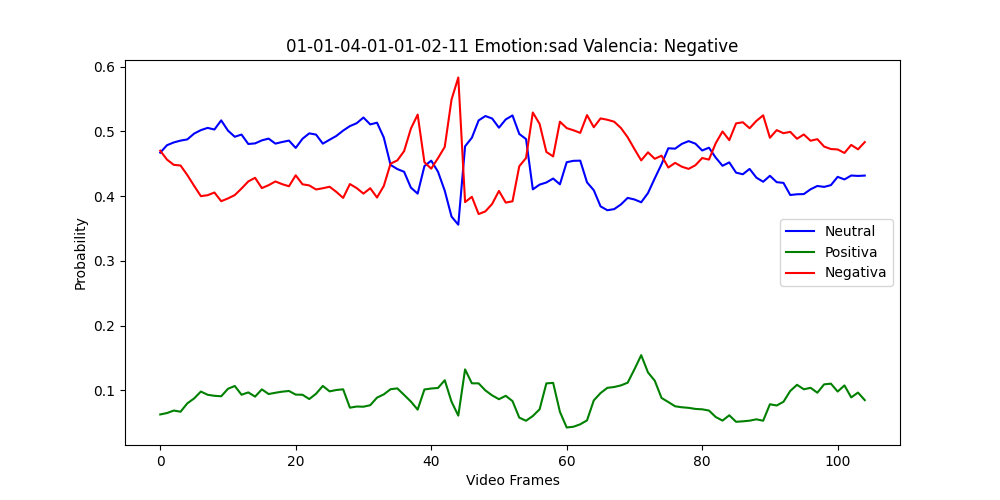 01-01-04-01-01-02-11 Emotion:sad Valencia: Negative
0.6
0.5
0.4
0.3
0.2
0.1
Probability
Neutral
Positiva
Negativa
0 20 40 60 80 100
Video Frames